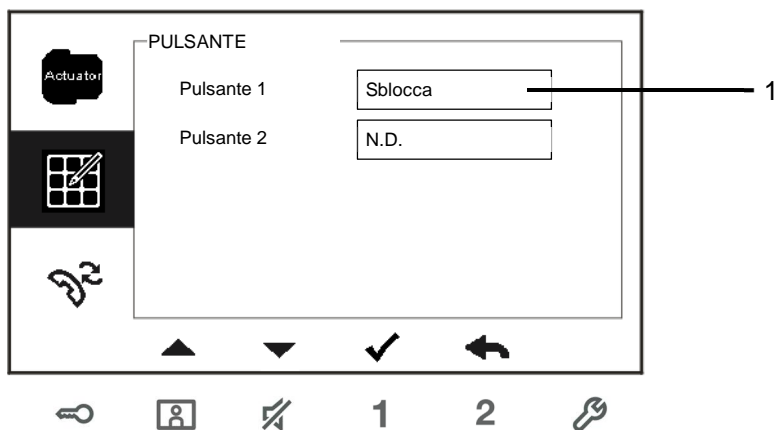 PULSANTE
Actuator
Pulsante 1 Sblocca 1
Pulsante 2 N.D.
1 2